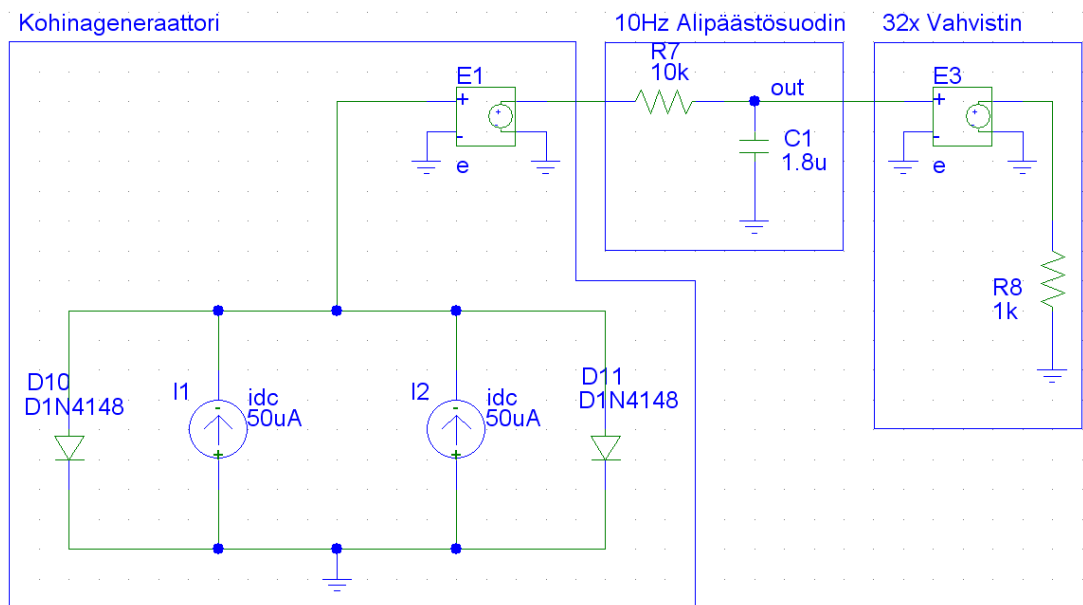 Kohinageneraattori
10Hz Alipäästösuodin
32x Vahvistin
E1
+
-
+
-
e
R7
10k
out
C1
1.8u
E3
+
-
+
-
e
R8
1k
D10
D1N4148
I1
-
+
idc
50uA
I2
-
+
idc
50uA
D11
D1N4148